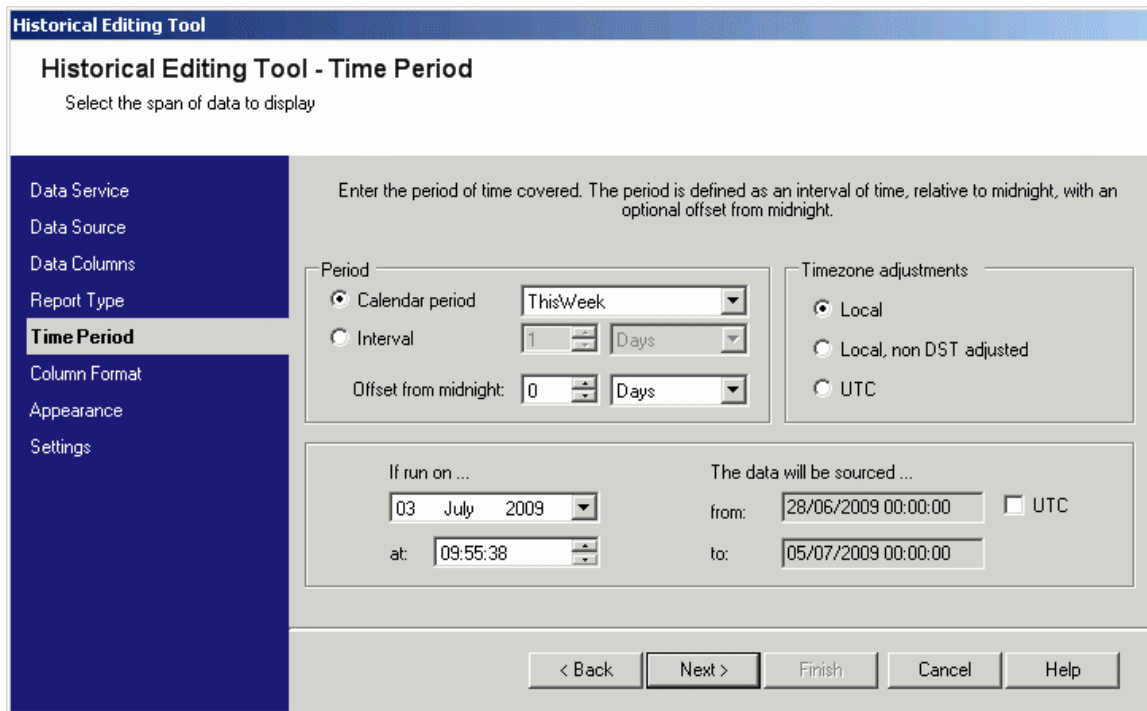 Historical Editing Tool
Historical Editing Tool - Time Period
Select the span of data to display
Data Service
Data Source
Data Columns
Report Type
Time Period
Column Format
Appearance
Settings
Enter the period of time covered. The period is defined as an interval of time, relative to midnight, with an
optional offset from midnight.
Period
Calendar period ThisWeek
Interval 1 Days
Offset from midnight: 0 Days
Timezone adjustments
Local
Local, non DST adjusted
UTC
If run on ...
03 July 2009
at: 09:55:38
The data will be sourced ...
from: 28/06/2009 00:00:00 UTC
to: 05/07/2009 00:00:00
< Back Next > Finish Cancel Help